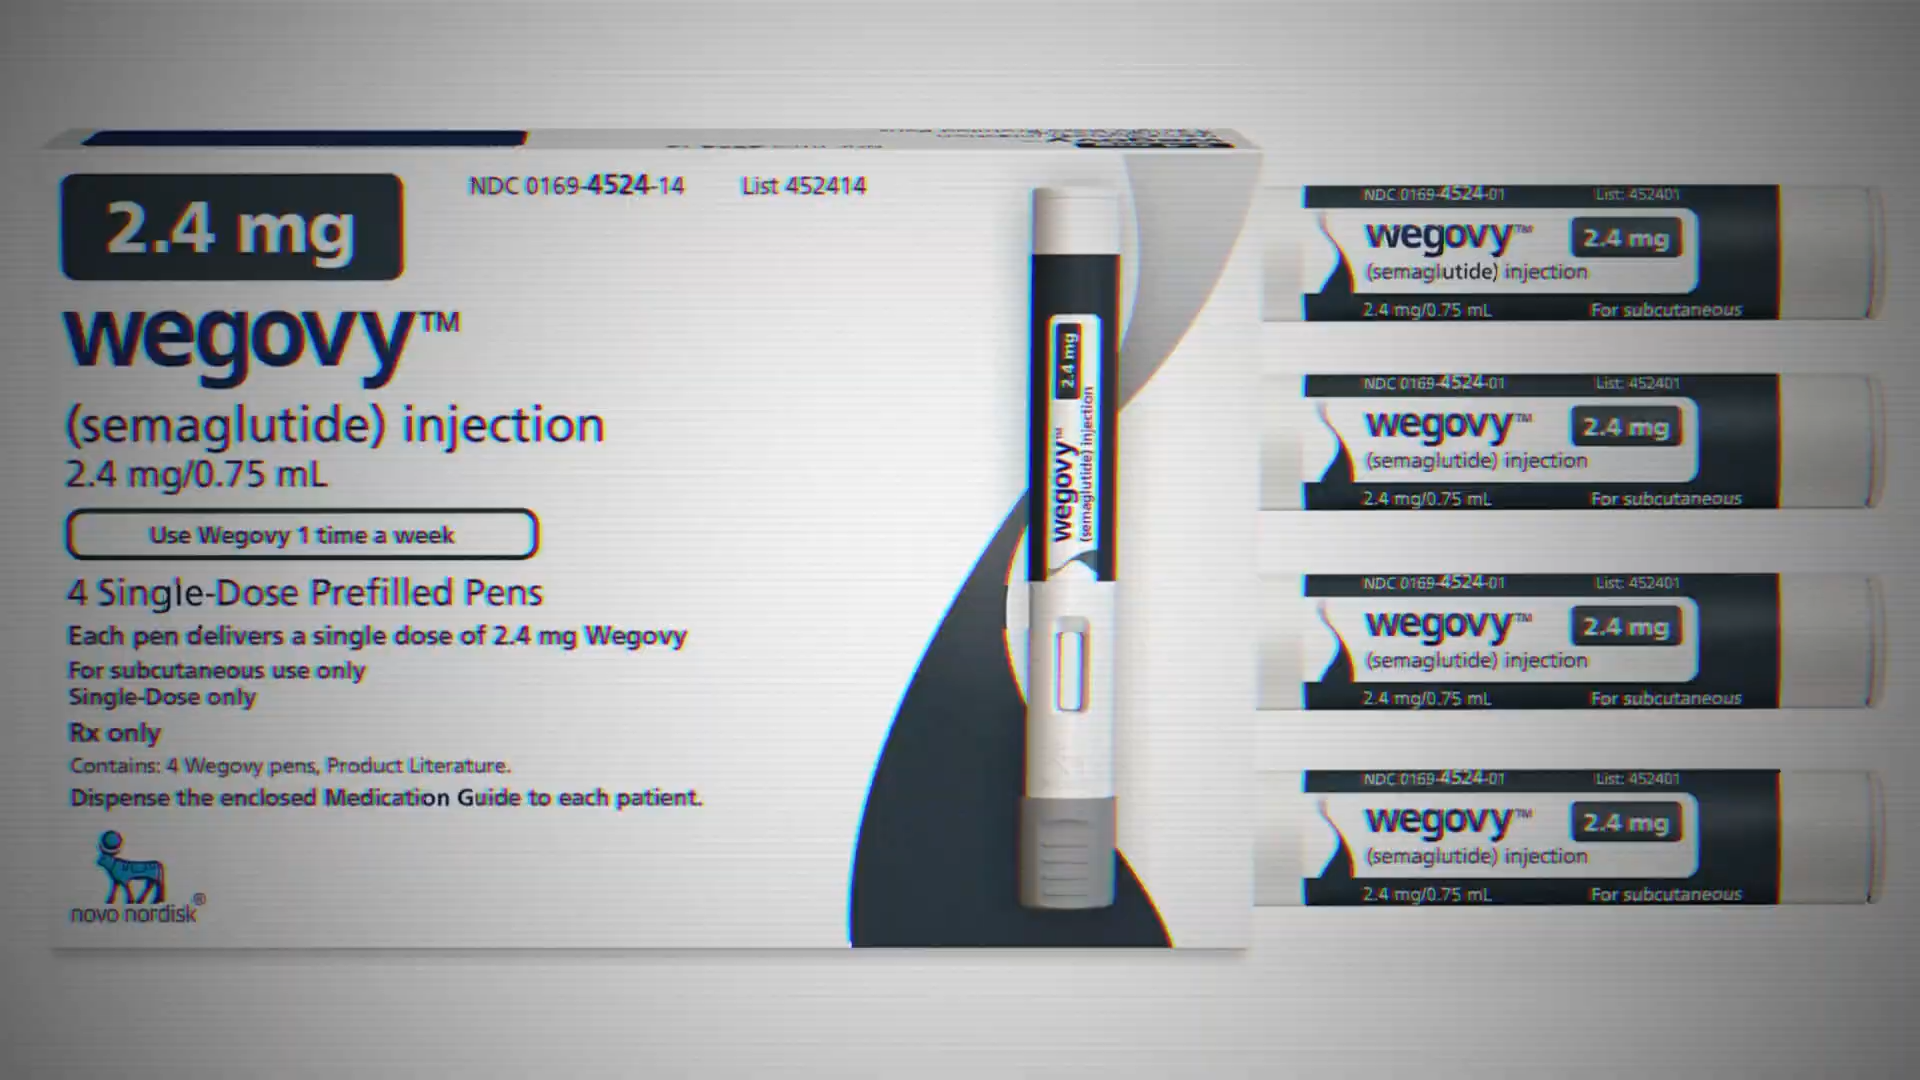 2.4 mg
NDC 0169-4524-14 List 452414
wegovy™
(semaglutide) injection
2.4 mg/0.75 mL
Use Wegovy 1 time a week
4 Single-Dose Prefilled Pens
Each pen delivers a single dose of 2.4 mg Wegovy
For subcutaneous use only
Single-Dose only
Rx only
Contains: 4 Wegovy pens, Product Literature.
Dispense the enclosed Medication Guide to each patient.
novo nordisk®
wegovy™ 2.4 mg
(semaglutide) injection
NDC 0169-4524-01 List: 452401
wegovy™ 2.4 mg
(semaglutide) injection
2.4 mg/0.75 mL For subcutaneous
NDC 0169-4524-01 List: 452401
wegovy™ 2.4 mg
(semaglutide) injection
2.4 mg/0.75 mL For subcutaneous
NDC 0169-4524-01 List: 452401
wegovy™ 2.4 mg
(semaglutide) injection
2.4 mg/0.75 mL For subcutaneous
NDC 0169-4524-01 List: 452401
wegovy™ 2.4 mg
(semaglutide) injection
2.4 mg/0.75 mL For subcutaneous